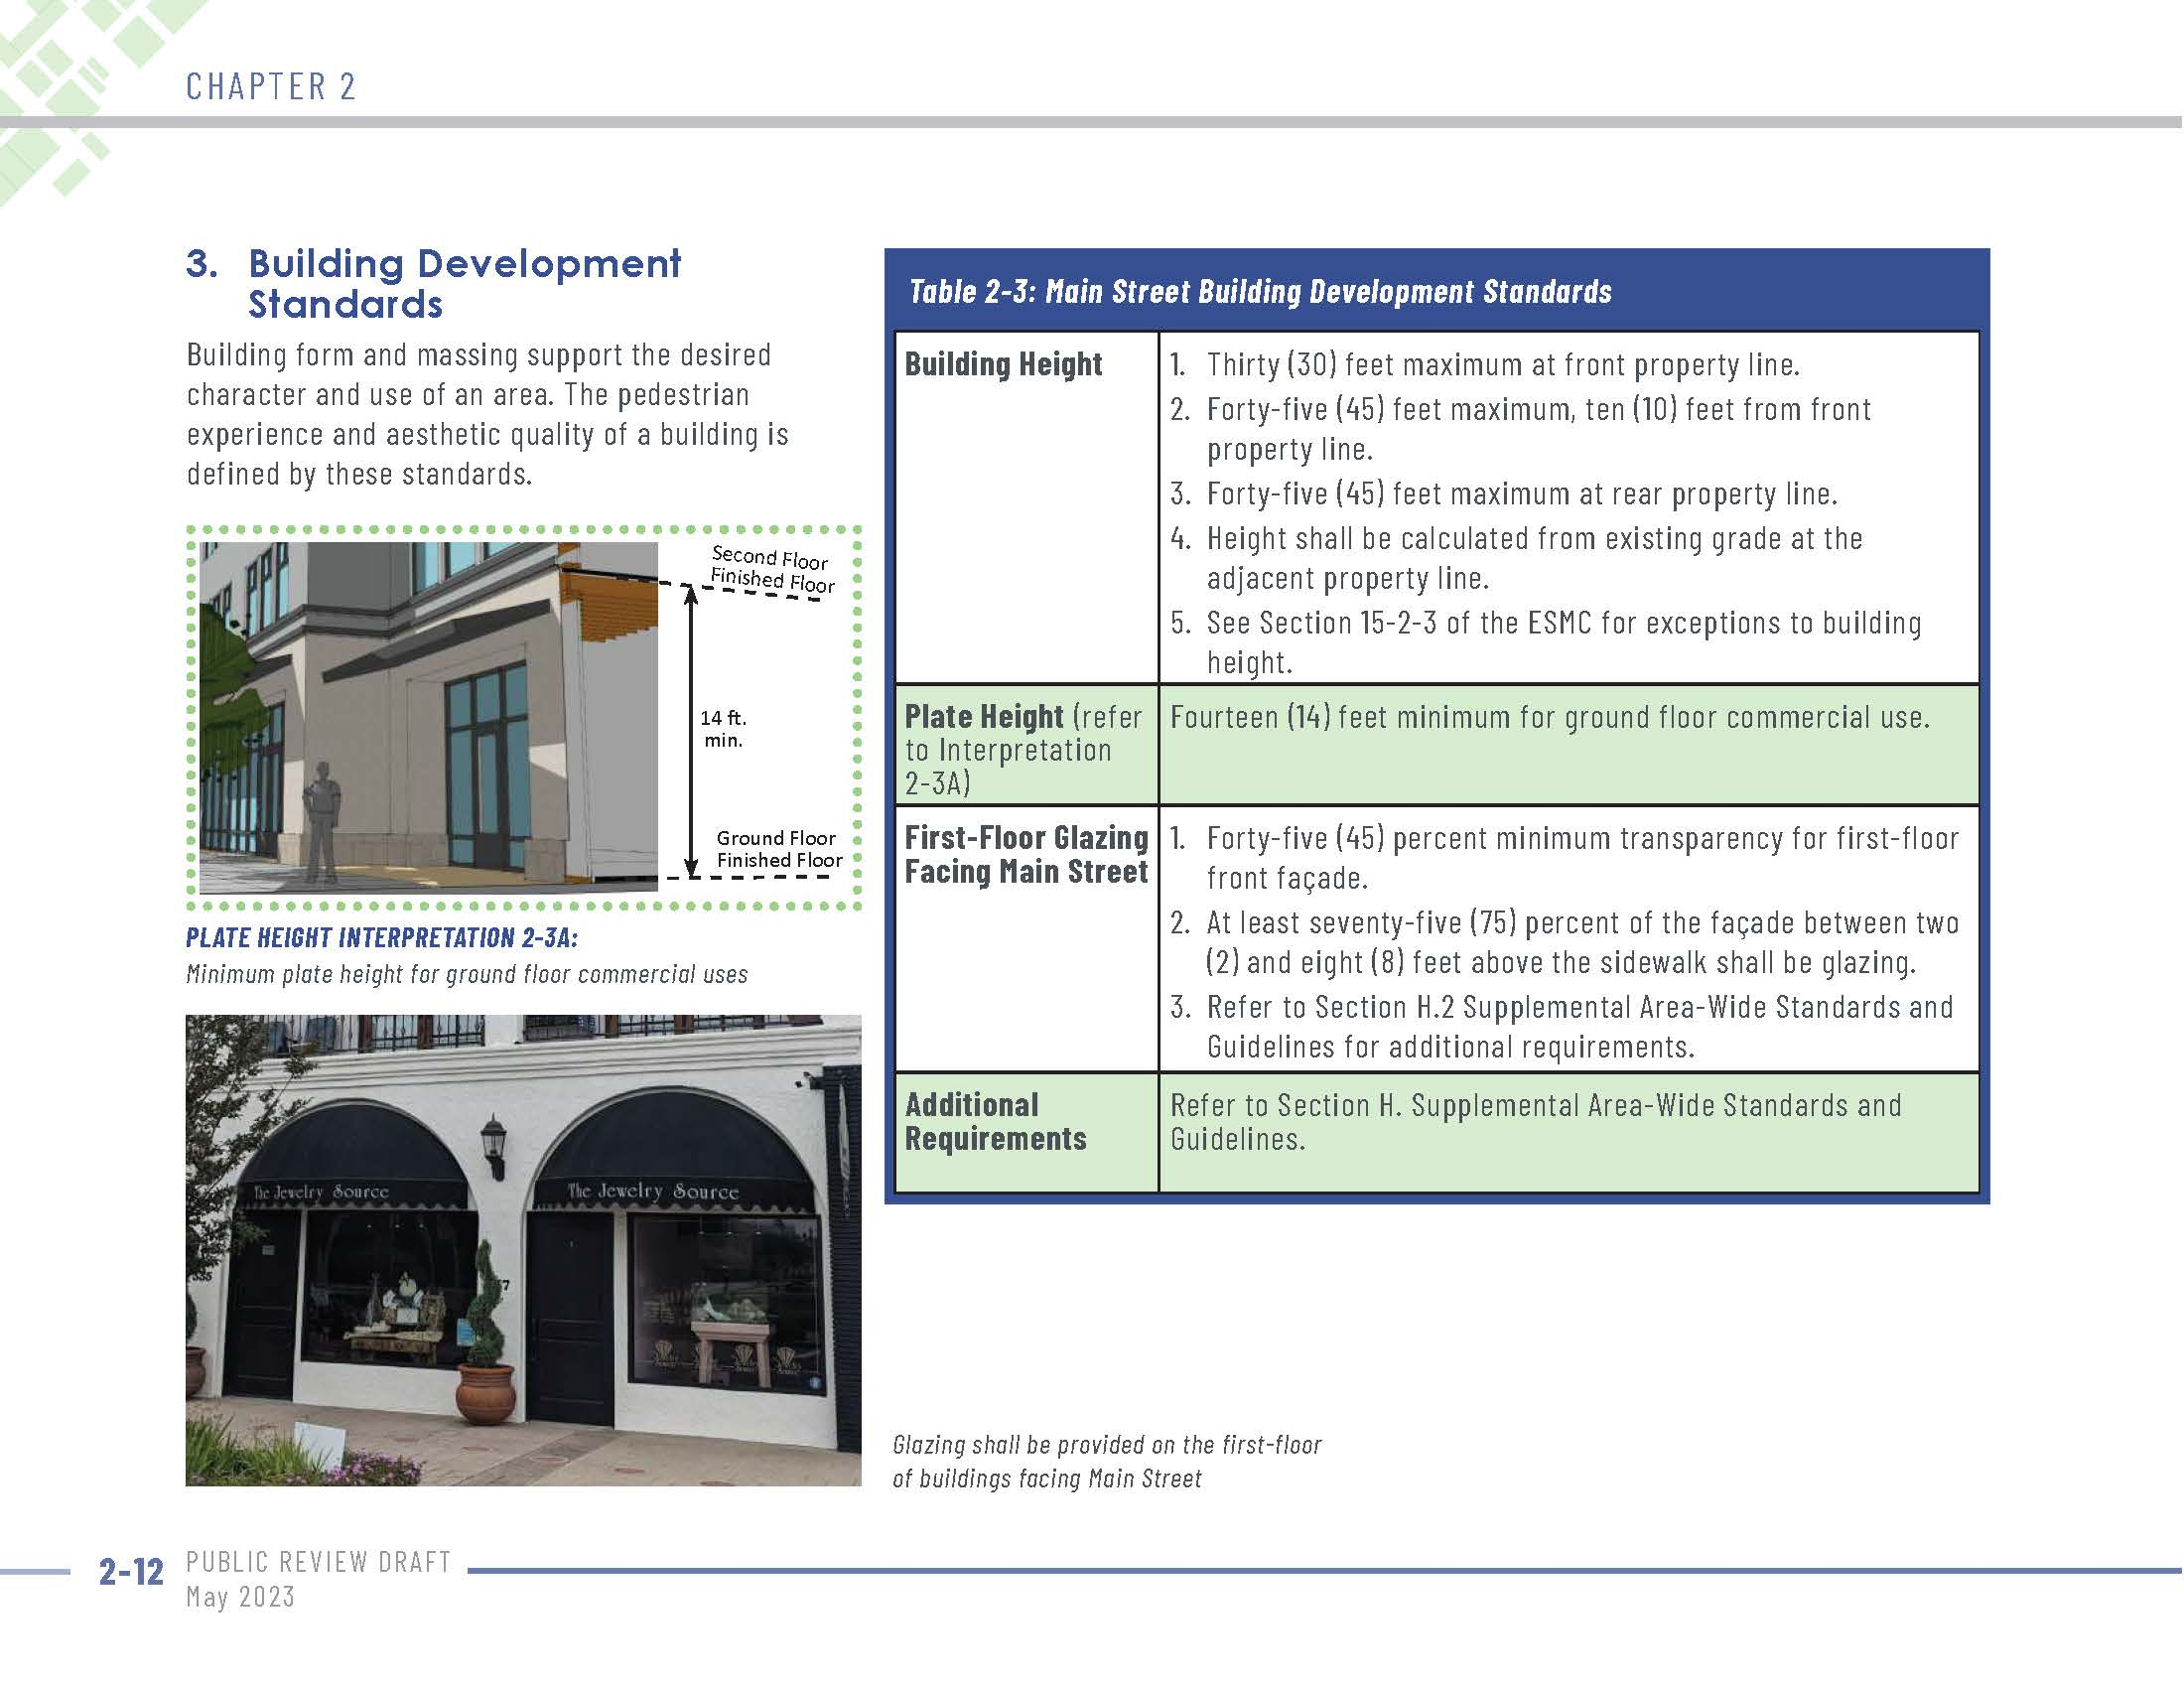 CHAPTER 2
3. Building Development
Standards
Building form and massing support the desired
character and use of an area. The pedestrian
experience and aesthetic quality of a building is
defined by these standards.
Second Floor
Finished Floor
14 ft.
min.
Ground Floor
Finished Floor
PLATE HEIGHT INTERPRETATION 2-3A:
Minimum plate height for ground floor commercial uses
The Jewelry Source
The Jewelry Source
335
7
Table 2-3: Main Street Building Development Standards
Building Height
1. Thirty (30) feet maximum at front property line.
2. Forty-five (45) feet maximum, ten (10) feet from front
property line.
3. Forty-five (45) feet maximum at rear property line.
4. Height shall be calculated from existing grade at the
adjacent property line.
5. See Section 15-2-3 of the ESMC for exceptions to building
height.
Plate Height (refer
to Interpretation
2-3A)
Fourteen (14) feet minimum for ground floor commercial use.
First-Floor Glazing
Facing Main Street
1. Forty-five (45) percent minimum transparency for first-floor
front façade.
2. At least seventy-five (75) percent of the façade between two
(2) and eight (8) feet above the sidewalk shall be glazing.
3. Refer to Section H.2 Supplemental Area-Wide Standards and
Guidelines for additional requirements.
Additional
Requirements
Refer to Section H. Supplemental Area-Wide Standards and
Guidelines.
Glazing shall be provided on the first-floor
of buildings facing Main Street
2-12
PUBLIC REVIEW DRAFT
May 2023